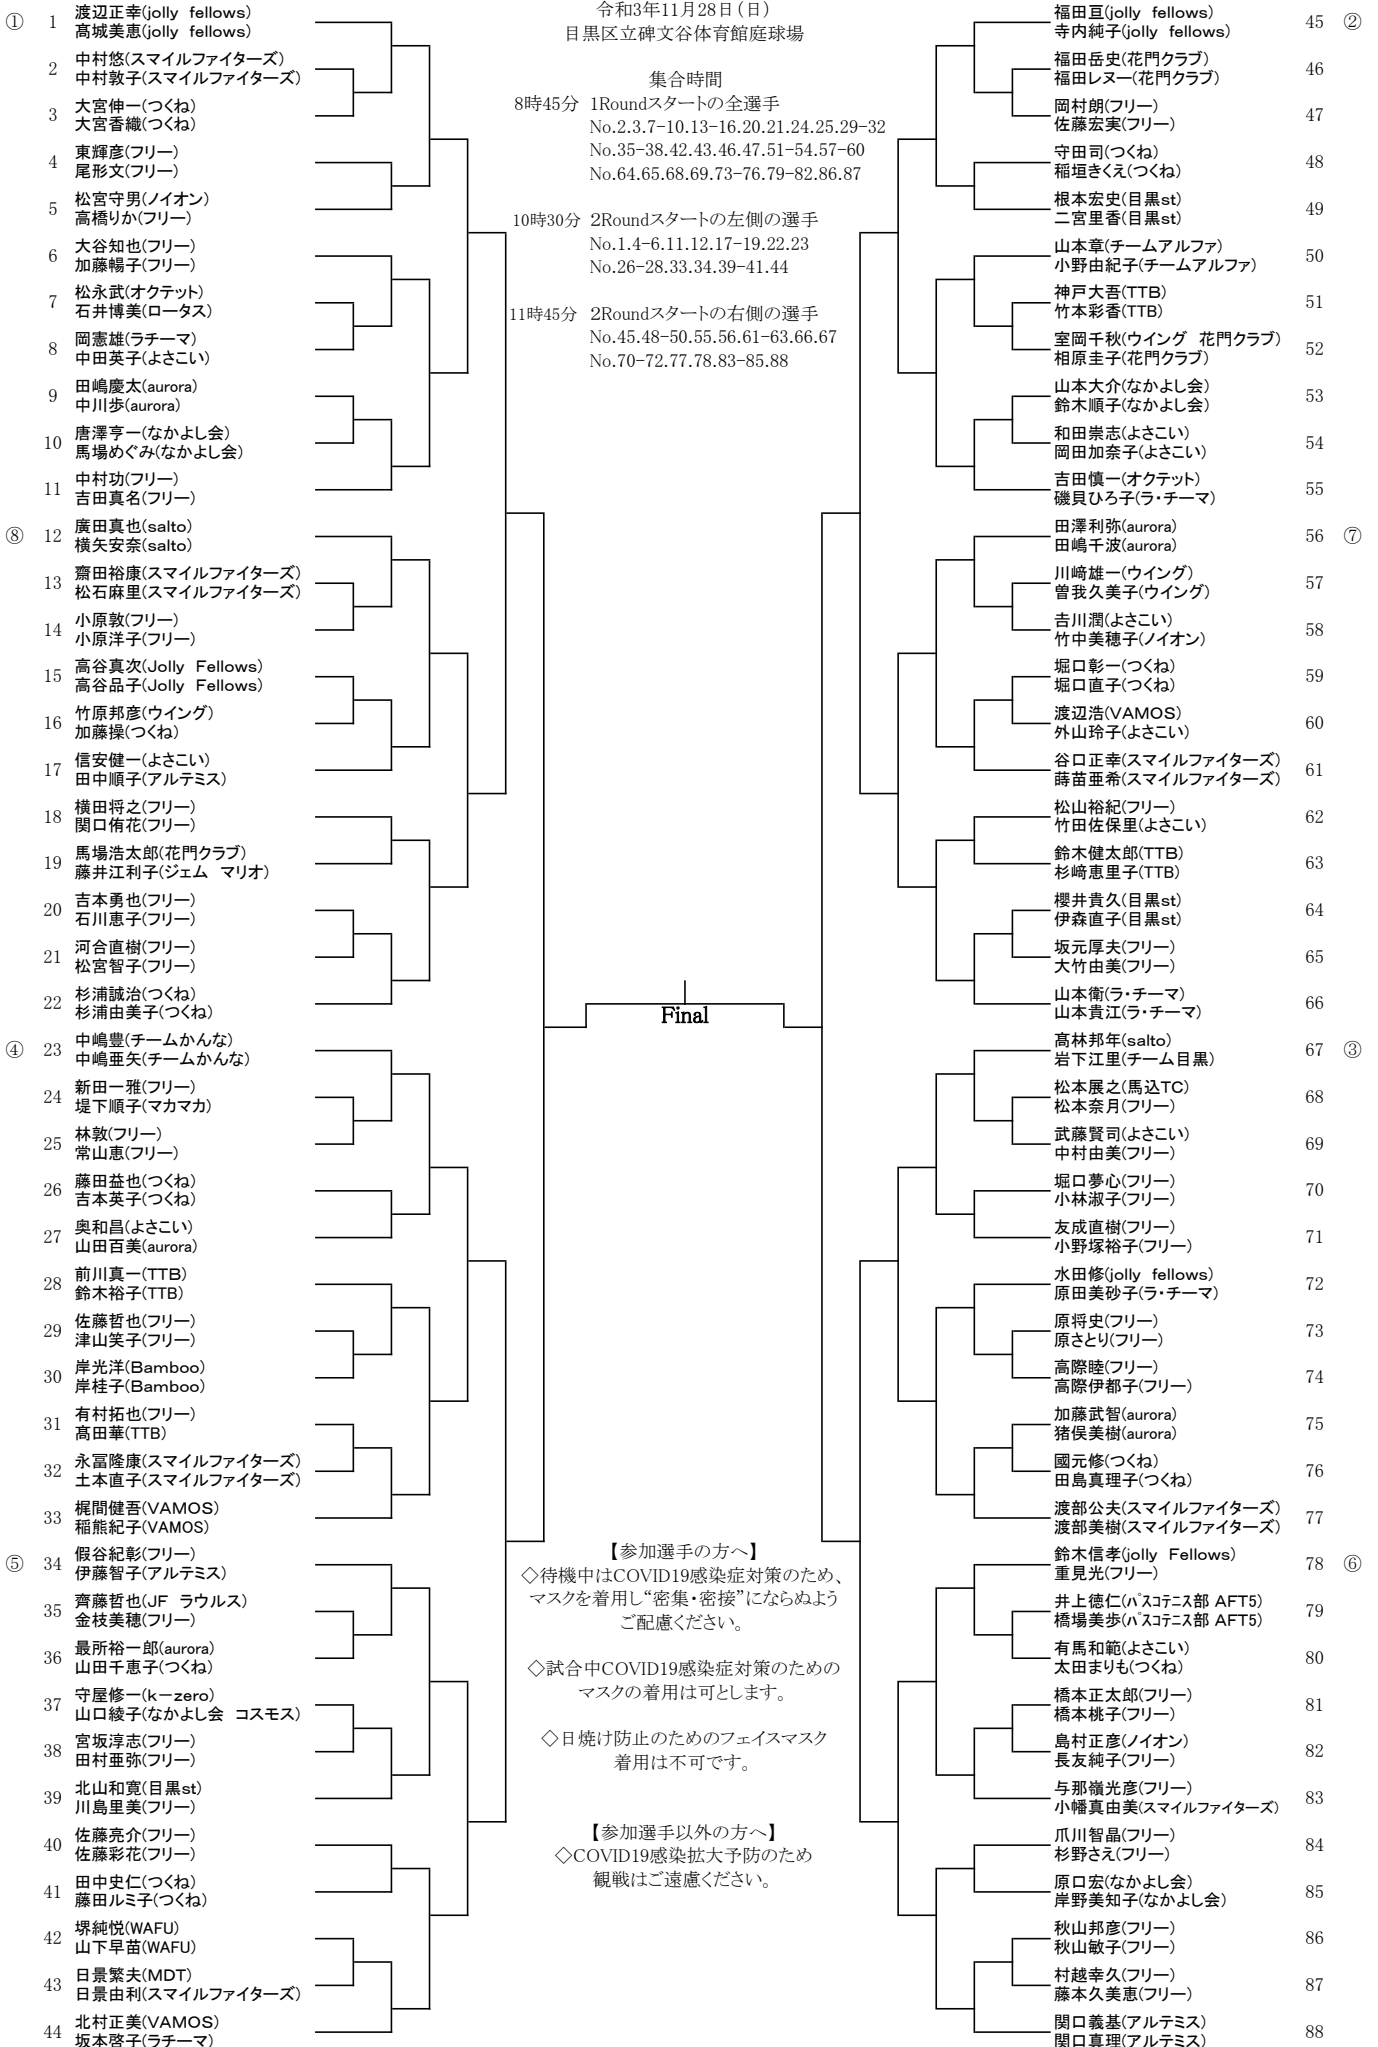 令和3年11月28日(日)
目黒区立碑文谷体育館庭球場
集合時間
8時45分 1Roundスタートの全選手
No.2.3.7-10.13-16.20.21.24.25.29-32
No.35-38.42.43.46.47.51-54.57-60
No.64.65.68.69.73-76.79-82.86.87
10時30分 2Roundスタートの左側の選手
No.1.4-6.11.12.17-19.22.23
No.26-28.33.34.39-41.44
11時45分 2Roundスタートの右側の選手
No.45.48-50.55.56.61-63.66.67
No.70-72.77.78.83-85.88
① 1 渡辺正幸(jolly fellows)
髙城美恵(jolly fellows)
2 中村悠(スマイルファイターズ)
中村敦子(スマイルファイターズ)
3 大宮伸一(つくね)
大宮香織(つくね)
4 東輝彦(フリー)
尾形文(フリー)
5 松宮守男(ノイオン)
高橋りか(フリー)
6 大谷知也(フリー)
加藤暢子(フリー)
7 松永武(オクテット)
石井博美(ロータス)
8 岡憲雄(ラチーマ)
中田英子(よさこい)
9 田嶋慶太(aurora)
中川歩(aurora)
10 唐澤亨一(なかよし会)
馬場めぐみ(なかよし会)
11 中村功(フリー)
吉田真名(フリー)
⑧ 12 廣田真也(salto)
横矢安奈(salto)
13 齋田裕康(スマイルファイターズ)
松石麻里(スマイルファイターズ)
14 小原敦(フリー)
小原洋子(フリー)
15 高谷真次(Jolly Fellows)
高谷品子(Jolly Fellows)
16 竹原邦彦(ウイング)
加藤操(つくね)
17 信安健一(よさこい)
田中順子(アルテミス)
18 横田将之(フリー)
関口侑花(フリー)
19 馬場浩太郎(花門クラブ)
藤井江利子(ジェム マリオ)
20 吉本勇也(フリー)
石川恵子(フリー)
21 河合直樹(フリー)
松宮智子(フリー)
22 杉浦誠治(つくね)
杉浦由美子(つくね)
④ 23 中嶋豊(チームかんな)
中嶋亜矢(チームかんな)
24 新田一雅(フリー)
堤下順子(マカマカ)
25 林敦(フリー)
常山恵(フリー)
26 藤田益也(つくね)
吉本英子(つくね)
27 奥和昌(よさこい)
山田百美(aurora)
28 前川真一(TTB)
鈴木裕子(TTB)
29 佐藤哲也(フリー)
津山笑子(フリー)
30 岸光洋(Bamboo)
岸桂子(Bamboo)
31 有村拓也(フリー)
髙田華(TTB)
32 永冨隆康(スマイルファイターズ)
土本直子(スマイルファイターズ)
33 梶間健吾(VAMOS)
稲熊紀子(VAMOS)
⑤ 34 假谷紀彰(フリー)
伊藤智子(アルテミス)
35 齊藤哲也(JF ラウルス)
金枝美穂(フリー)
36 最所裕一郎(aurora)
山田千恵子(つくね)
37 守屋修一(k-zero)
山口綾子(なかよし会 コスモス)
38 宮坂淳志(フリー)
田村亜弥(フリー)
39 北山和寛(目黒st)
川島里美(フリー)
40 佐藤亮介(フリー)
佐藤彩花(フリー)
41 田中史仁(つくね)
藤田ルミ子(つくね)
42 堺純悦(WAFU)
山下早苗(WAFU)
43 日景繁夫(MDT)
日景由利(スマイルファイターズ)
44 北村正美(VAMOS)
坂本啓子(ラチーマ)
Final
【参加選手の方へ】
◇待機中はCOVID19感染症対策のため、
マスクを着用し“密集・密接”にならぬよう
ご配慮ください。
◇試合中COVID19感染症対策のための
マスクの着用は可とします。
◇日焼け防止のためのフェイスマスク
着用は不可です。
【参加選手以外の方へ】
◇COVID19感染拡大予防のため
観戦はご遠慮ください。
福田亘(jolly fellows) 45 ②
寺内純子(jolly fellows)
福田岳史(花門クラブ) 46
福田レヌー(花門クラブ)
岡村朗(フリー) 47
佐藤宏実(フリー)
守田司(つくね) 48
稲垣きくえ(つくね)
根本宏史(目黒st) 49
二宮里香(目黒st)
山本章(チームアルファ) 50
小野由紀子(チームアルファ)
神戸大吾(TTB) 51
竹本彩香(TTB)
室岡千秋(ウイング 花門クラブ) 52
相原圭子(花門クラブ)
山本大介(なかよし会) 53
鈴木順子(なかよし会)
和田崇志(よさこい) 54
岡田加奈子(よさこい)
吉田慎一(オクテット) 55
磯貝ひろ子(ラ・チーマ)
田澤利弥(aurora) 56 ⑦
田嶋千波(aurora)
川﨑雄一(ウイング) 57
曽我久美子(ウイング)
吉川潤(よさこい) 58
竹中美穂子(ノイオン)
堀口彰一(つくね) 59
堀口直子(つくね)
渡辺浩(VAMOS) 60
外山玲子(よさこい)
谷口正幸(スマイルファイターズ) 61
蒔苗亜希(スマイルファイターズ)
松山裕紀(フリー) 62
竹田佐保里(よさこい)
鈴木健太郎(TTB) 63
杉﨑恵里子(TTB)
櫻井貴久(目黒st) 64
伊森直子(目黒st)
坂元厚夫(フリー) 65
大竹由美(フリー)
山本衛(ラ・チーマ) 66
山本貴江(ラ・チーマ)
髙林邦年(salto) 67 ③
岩下江里(チーム目黒)
松本展之(馬込TC) 68
松本奈月(フリー)
武藤賢司(よさこい) 69
中村由美(フリー)
堀口夢心(フリー) 70
小林淑子(フリー)
友成直樹(フリー) 71
小野塚裕子(フリー)
水田修(jolly fellows) 72
原田美砂子(ラ・チーマ)
原将史(フリー) 73
原さとり(フリー)
高際睦(フリー) 74
高際伊都子(フリー)
加藤武智(aurora) 75
猪俣美樹(aurora)
國元修(つくね) 76
田島真理子(つくね)
渡部公夫(スマイルファイターズ) 77
渡部美樹(スマイルファイターズ)
鈴木信孝(jolly Fellows) 78 ⑥
重見光(フリー)
井上徳仁(パスコテニス部 AFT5) 79
橋場美歩(パスコテニス部 AFT5)
有馬和範(よさこい) 80
太田まりも(つくね)
橋本正太郎(フリー) 81
橋本桃子(フリー)
島村正彦(ノイオン) 82
長友純子(フリー)
与那嶺光彦(フリー) 83
小幡真由美(スマイルファイターズ)
爪川智晶(フリー) 84
杉野さえ(フリー)
原口宏(なかよし会) 85
岸野美知子(なかよし会)
秋山邦彦(フリー) 86
秋山敏子(フリー)
村越幸久(フリー) 87
藤本久美恵(フリー)
関口義基(アルテミス) 88
関口真理(アルテミス)